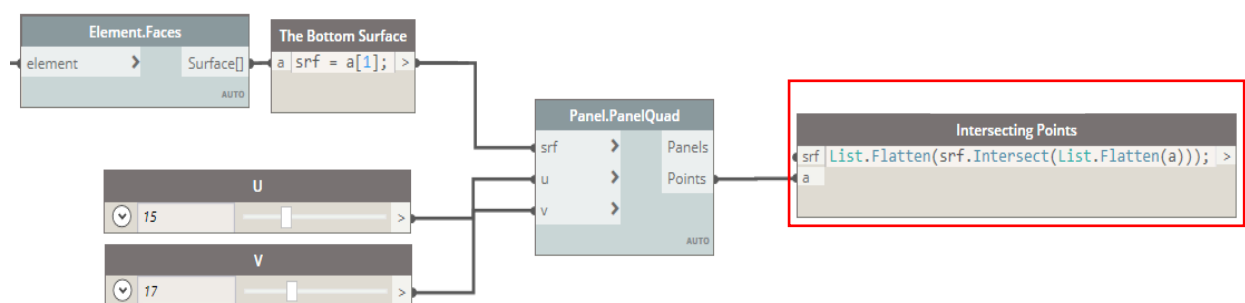 Element.Faces
element > Surface[]
AUTO
The Bottom Surface
a srf = a[1]; >
Panel.PanelQuad
srf > Panels
u > Points
v >
AUTO
Intersecting Points
srf List.Flatten(srf.Intersect(List.Flatten(a))); >
a
U
15 >
V
17 >